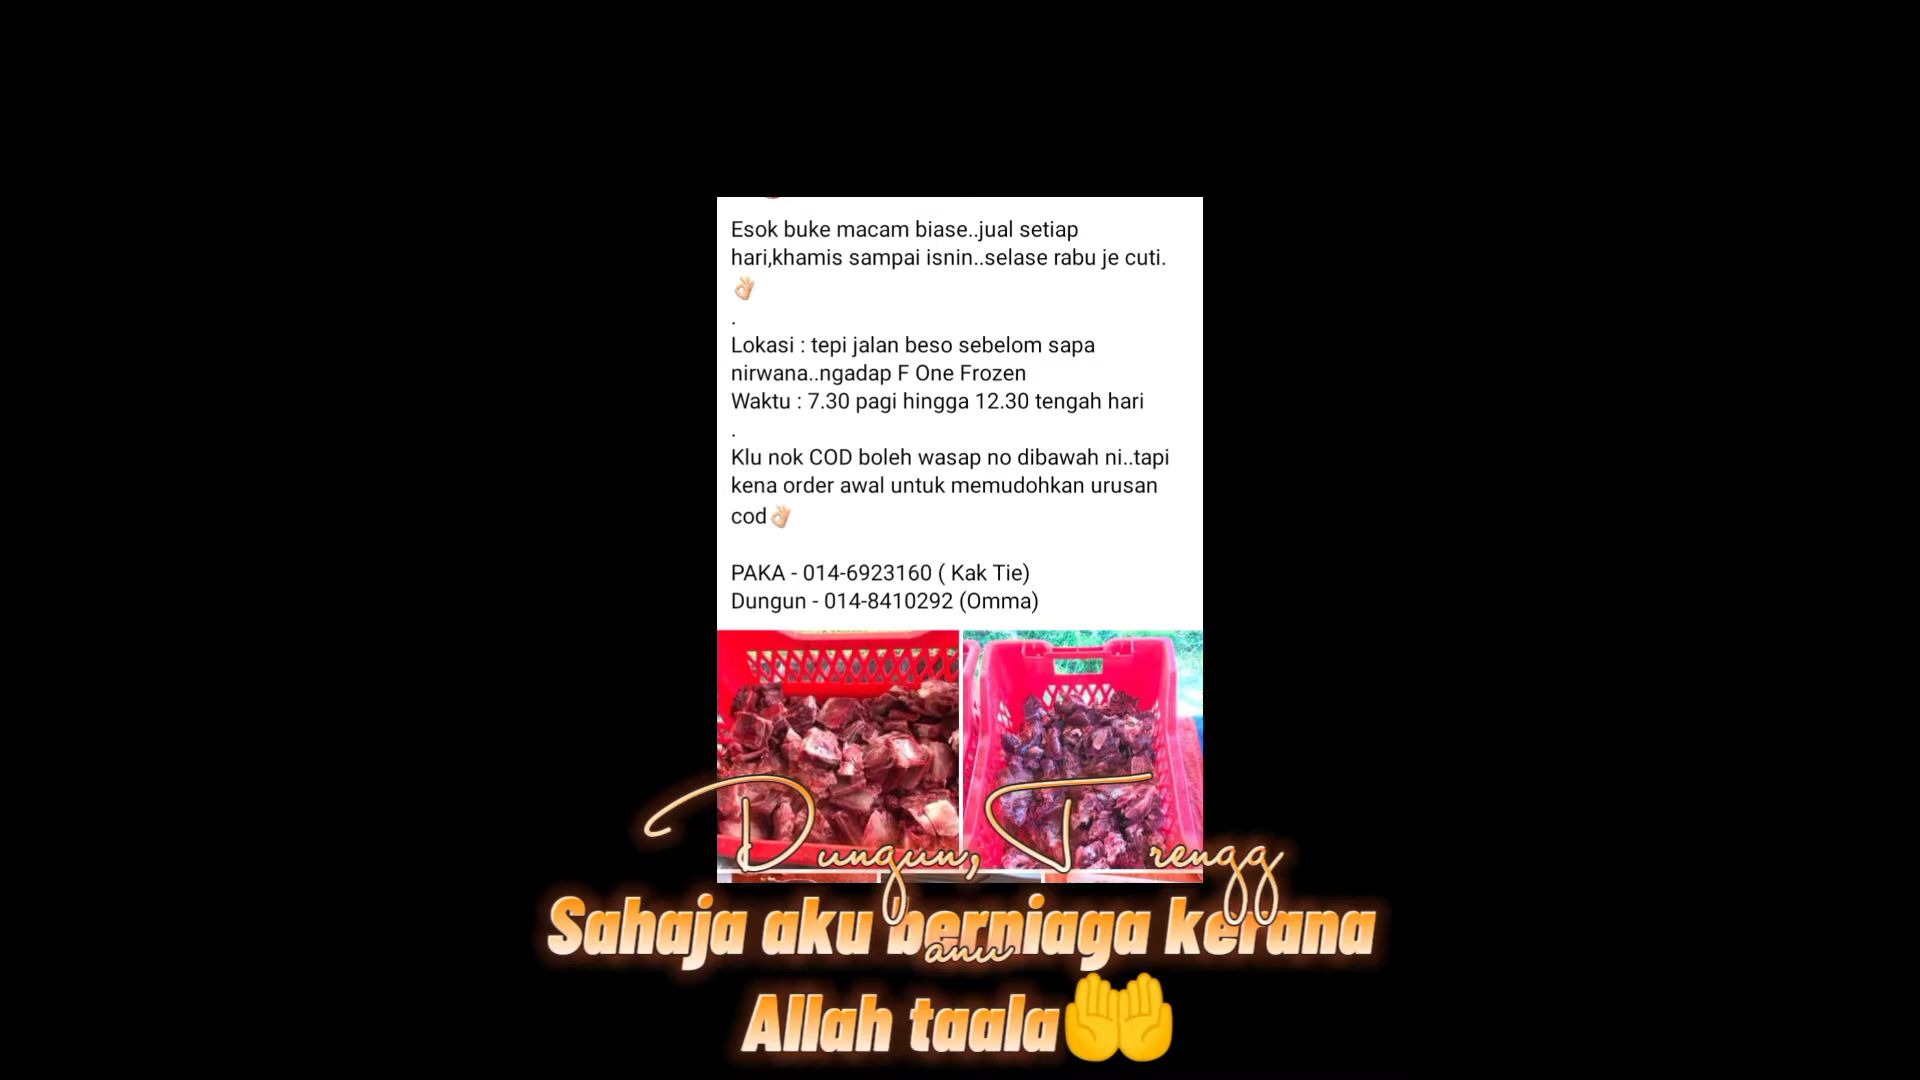 Esok buke macam biase..jual setiap
hari,khamis sampai isnin..selase rabu je cuti.
👌🏻
.
Lokasi : tepi jalan beso sebelom sapa
nirwana..ngadap F One Frozen
Waktu : 7.30 pagi hingga 12.30 tengah hari
.
Klu nok COD boleh wasap no dibawah ni..tapi
kena order awal untuk memudohkan urusan
cod👌🏻
PAKA - 014-6923160 ( Kak Tie)
Dungun - 014-8410292 (Omma)
Dungun, Trengg
anu
Sahaja aku berniaga kerana
Allah taala🤲